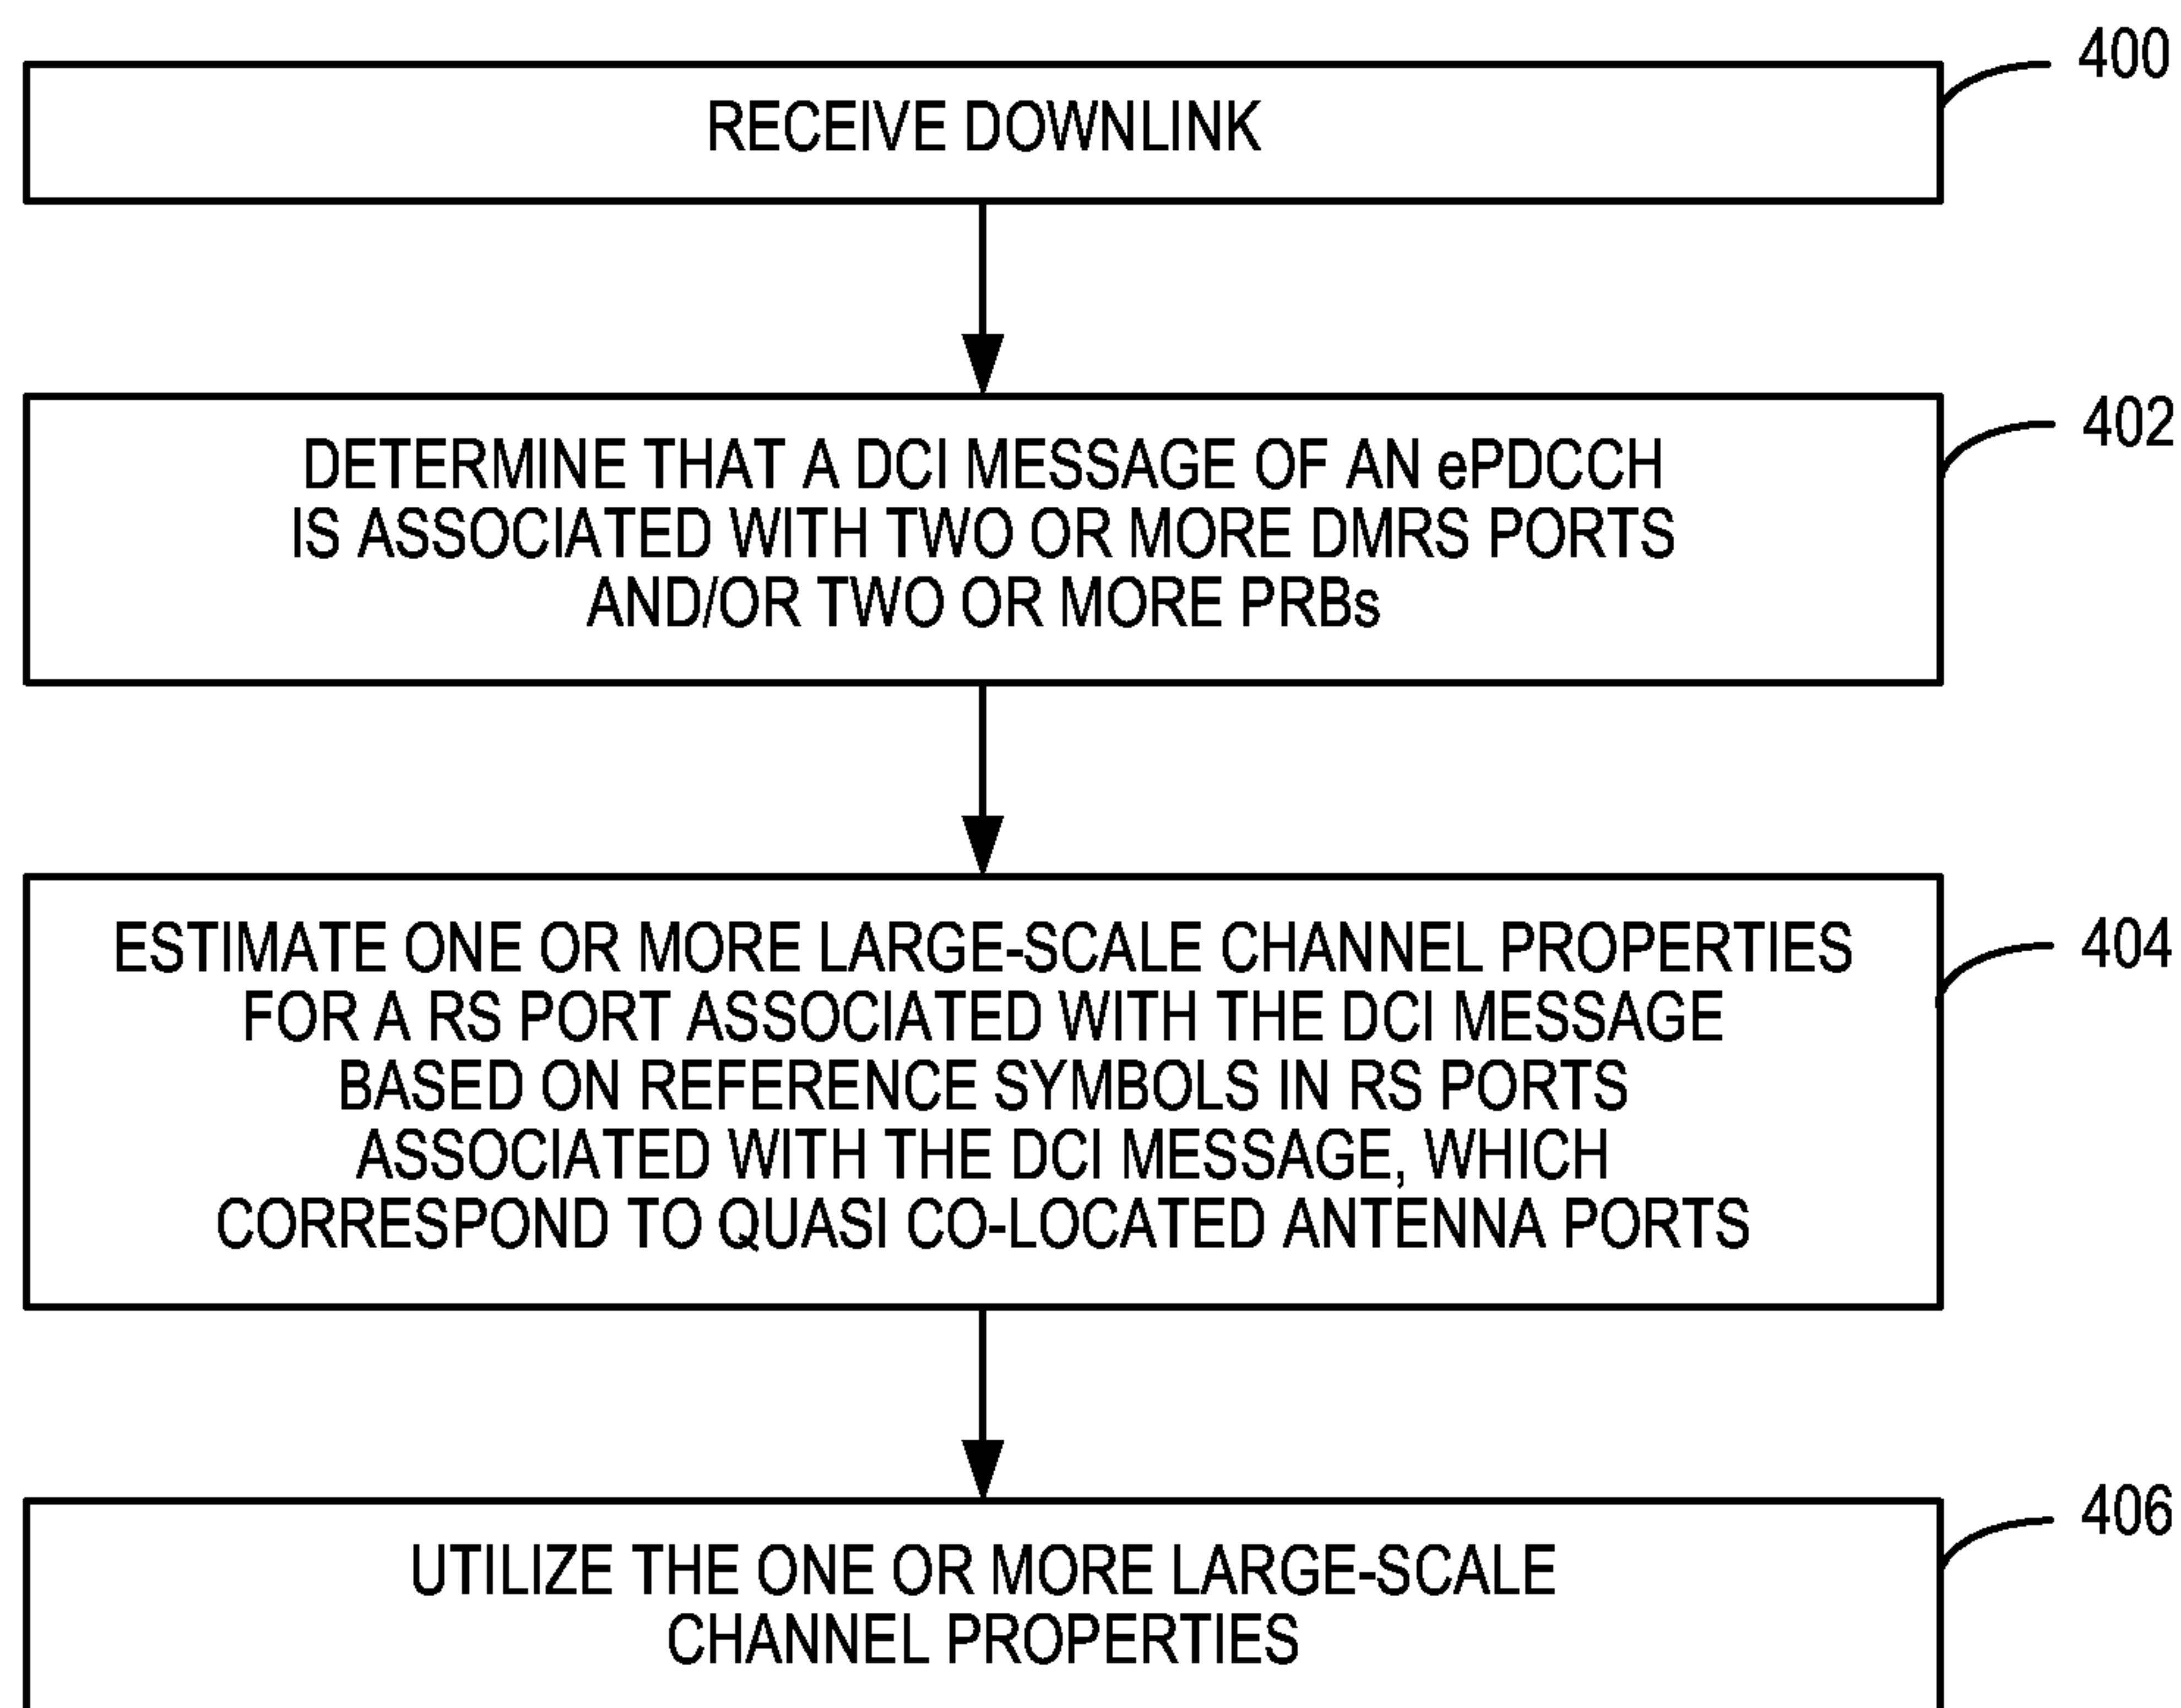 400
RECEIVE DOWNLINK
402
DETERMINE THAT A DCI MESSAGE OF AN ePDCCH
IS ASSOCIATED WITH TWO OR MORE DMRS PORTS
AND/OR TWO OR MORE PRBs
404
ESTIMATE ONE OR MORE LARGE-SCALE CHANNEL PROPERTIES
FOR A RS PORT ASSOCIATED WITH THE DCI MESSAGE
BASED ON REFERENCE SYMBOLS IN RS PORTS
ASSOCIATED WITH THE DCI MESSAGE, WHICH
CORRESPOND TO QUASI CO-LOCATED ANTENNA PORTS
406
UTILIZE THE ONE OR MORE LARGE-SCALE
CHANNEL PROPERTIES